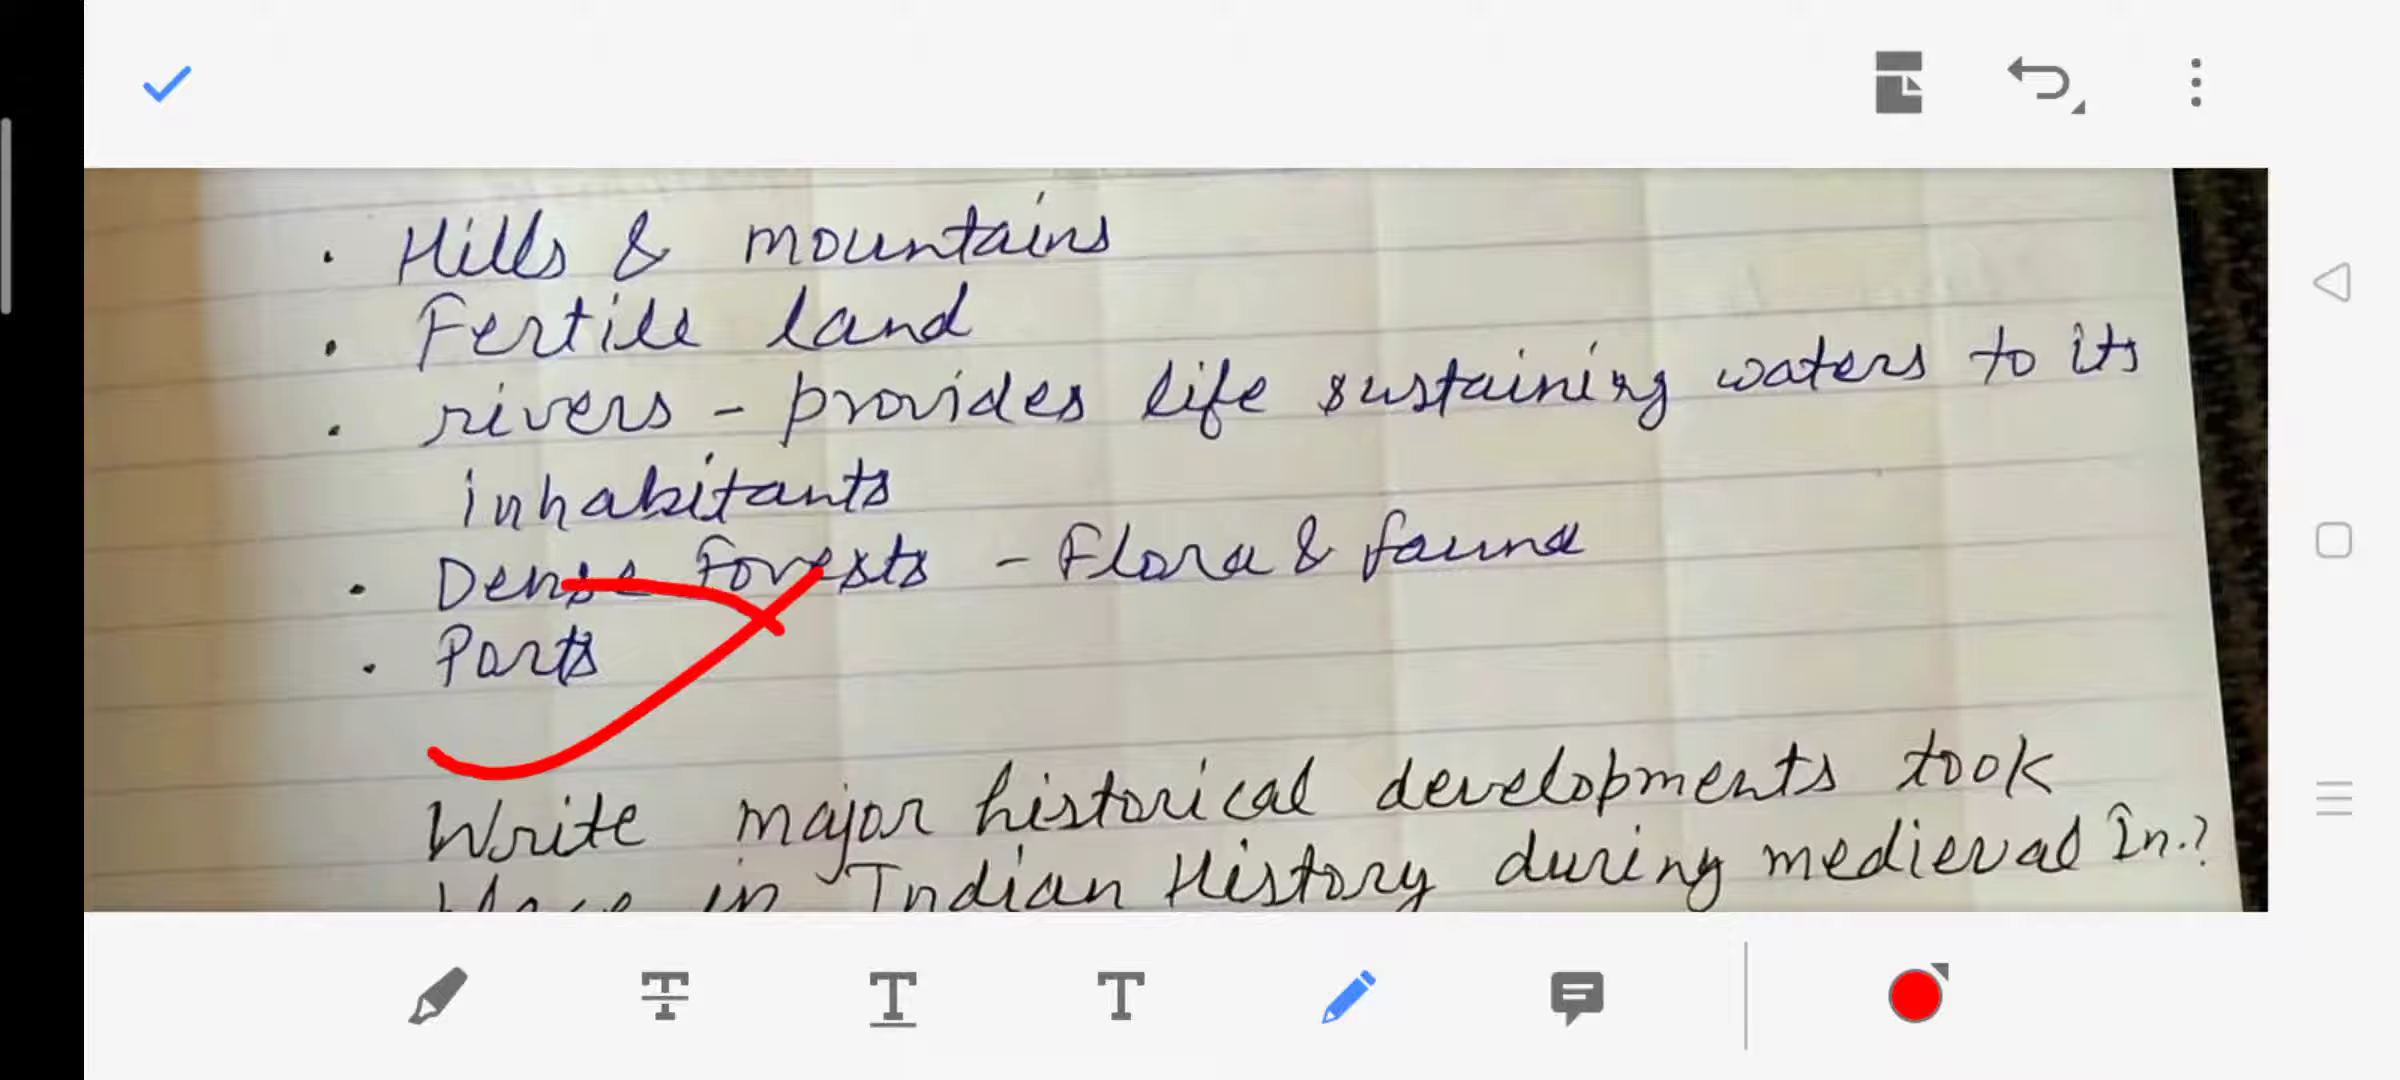 · Hills & mountains
· Fertile land
· rivers - provides life sustaining waters to its
inhabitants
· Dense Forests - Flora & fauna
· Ports
Write major historical developments took
place in Indian History during medieval In.?